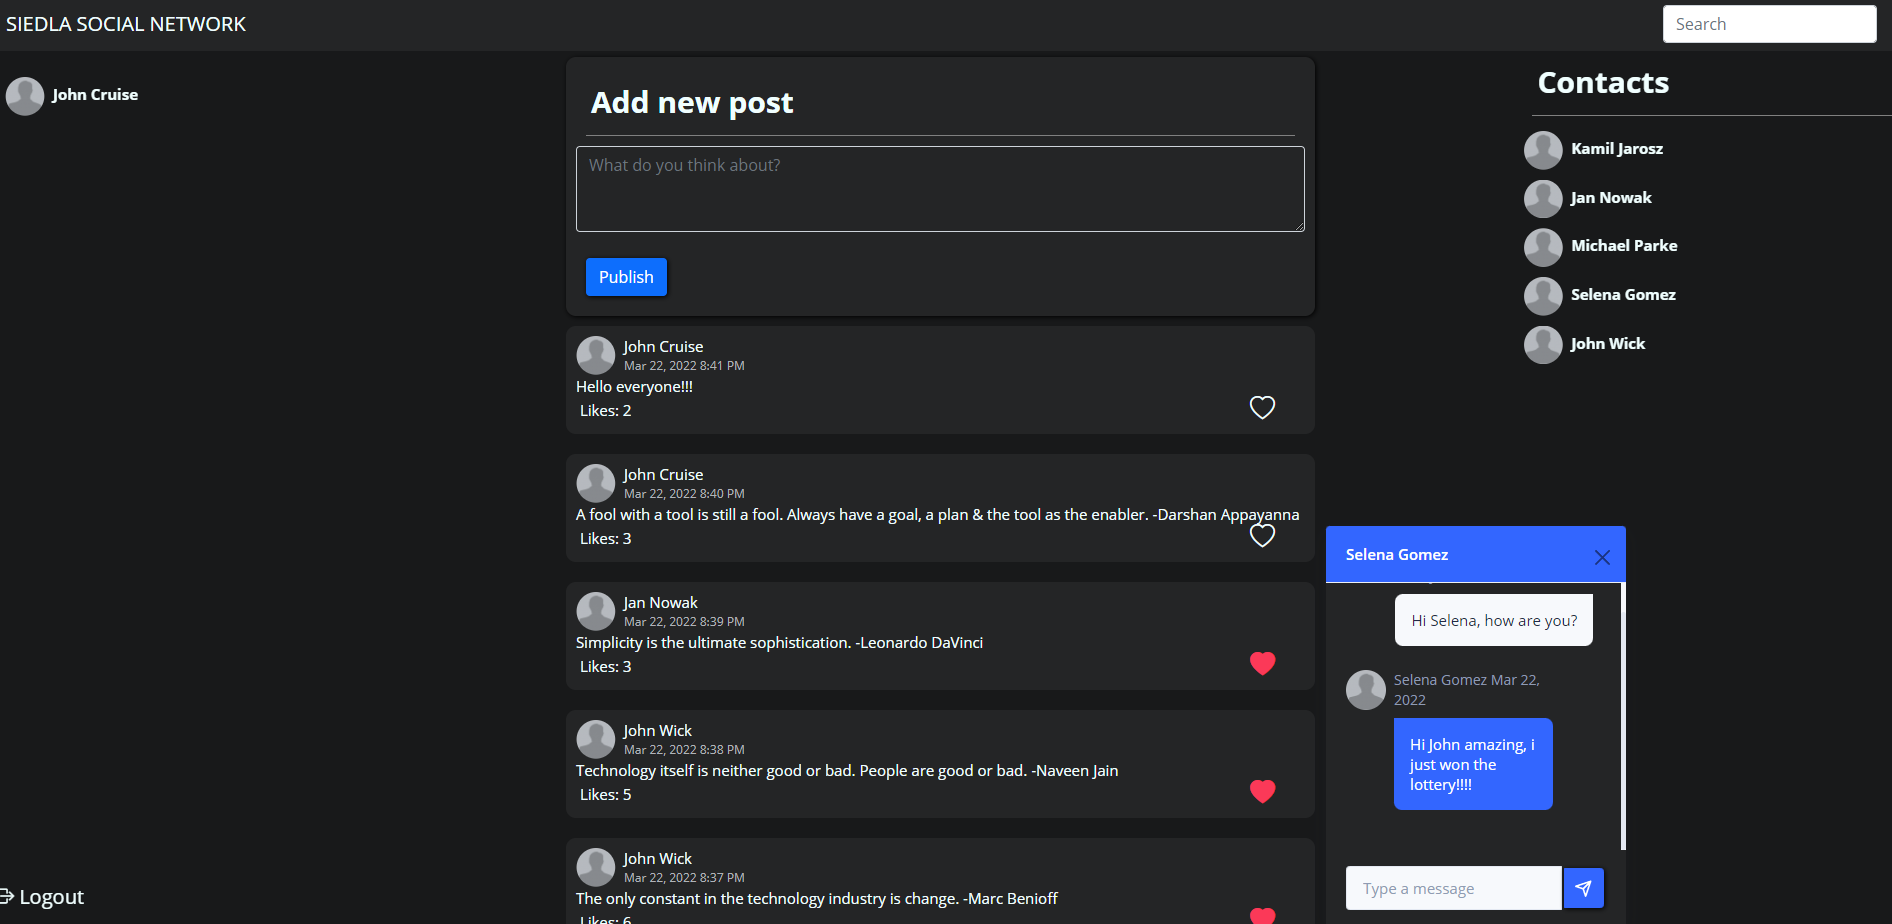 SIEDLA SOCIAL NETWORK
Search
John Cruise
Logout
Add new post
What do you think about?
Publish
John Cruise
Mar 22, 2022 8:41 PM
Hello everyone!!!
Likes: 2
John Cruise
Mar 22, 2022 8:40 PM
A fool with a tool is still a fool. Always have a goal, a plan & the tool as the enabler. -Darshan Appayanna
Likes: 3
Jan Nowak
Mar 22, 2022 8:39 PM
Simplicity is the ultimate sophistication. -Leonardo DaVinci
Likes: 3
John Wick
Mar 22, 2022 8:38 PM
Technology itself is neither good or bad. People are good or bad. -Naveen Jain
Likes: 5
John Wick
Mar 22, 2022 8:37 PM
The only constant in the technology industry is change. -Marc Benioff
Likes: 6
Contacts
Kamil Jarosz
Jan Nowak
Michael Parke
Selena Gomez
John Wick
Selena Gomez
Hi Selena, how are you?
Selena Gomez Mar 22,
2022
Hi John amazing, i
just won the
lottery!!!!
Type a message